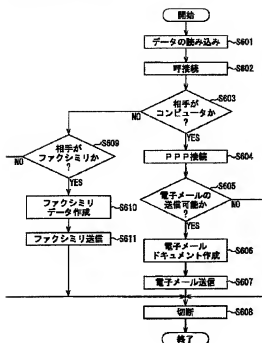 開始
データの読み込み
S601
呼接続
S602
相手が
コンピュータか
?
S603
NO
YES
PPP接続
S604
電子メールの
送信可能か
?
S605
NO
YES
電子メール
ドキュメント作成
S606
電子メール送信
S607
相手が
ファクシミリか
?
S609
NO
YES
ファクシミリ
データ作成
S610
ファクシミリ送信
S611
切断
S608
終了